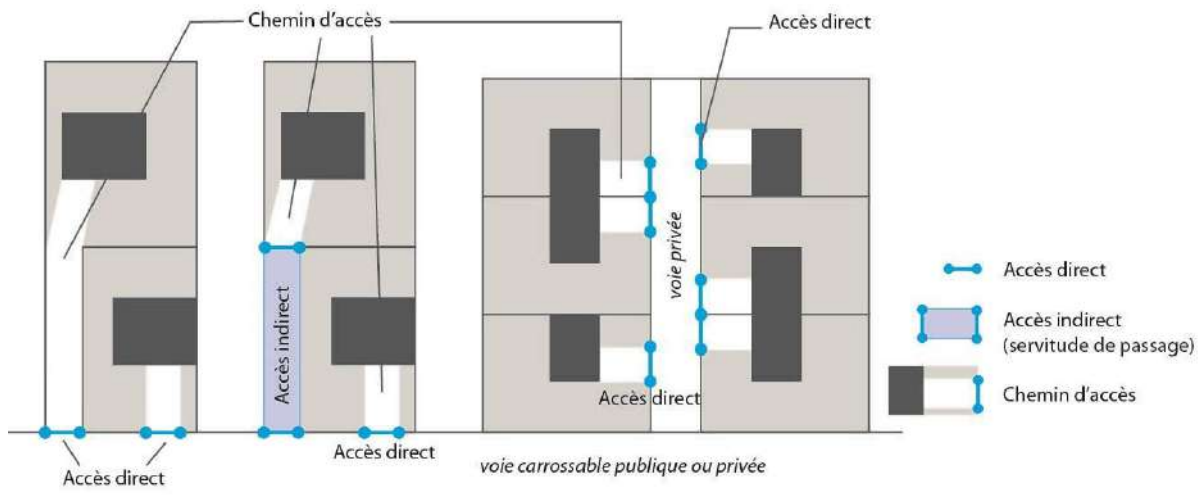 Chemin d'accès
Accès direct
voie privée
Accès indirect
Accès direct
Accès direct
Accès direct
voie carrossable publique ou privée
Accès direct
Accès indirect
(servitude de passage)
Chemin d'accès